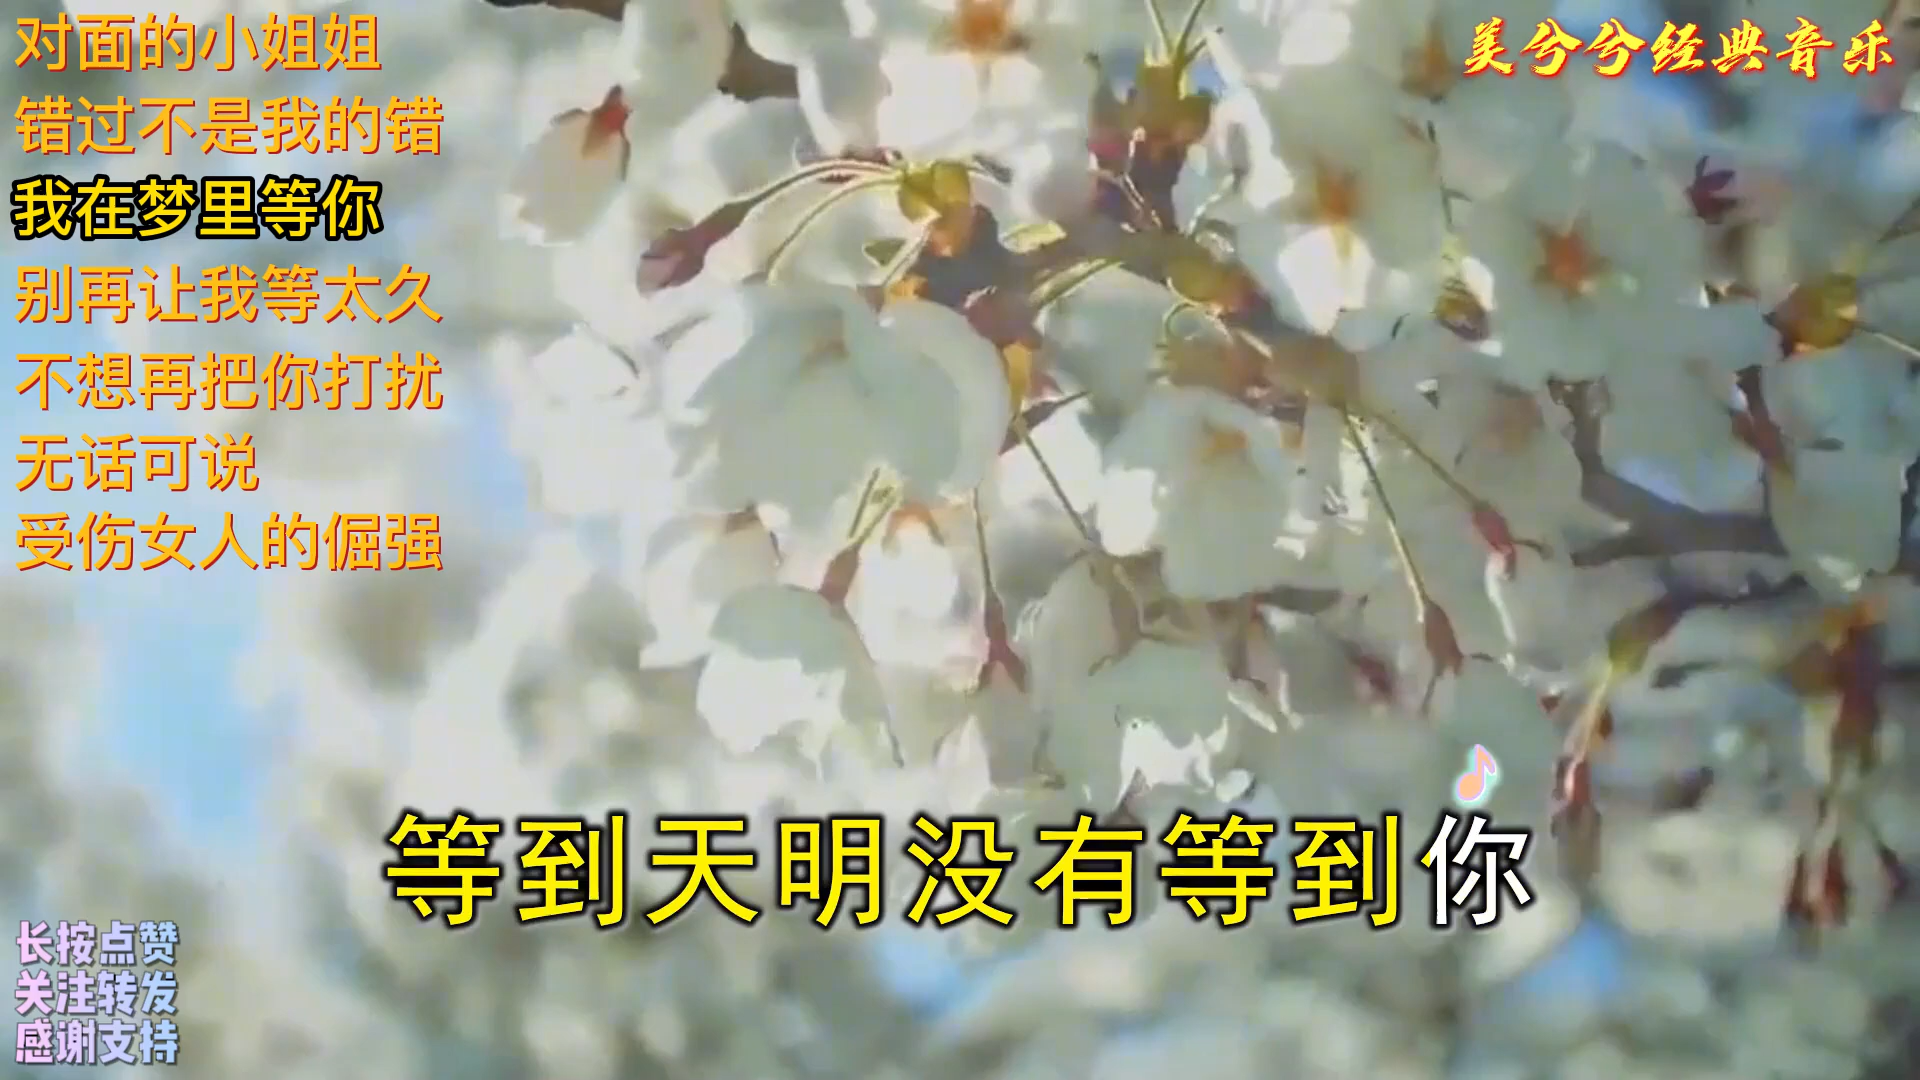 对面的小姐姐
错过不是我的错
我在梦里等你
别再让我等太久
不想再把你打扰
无话可说
受伤女人的倔强
美兮兮经典音乐
等到天明没有等到你
长按点赞
关注转发
感谢支持